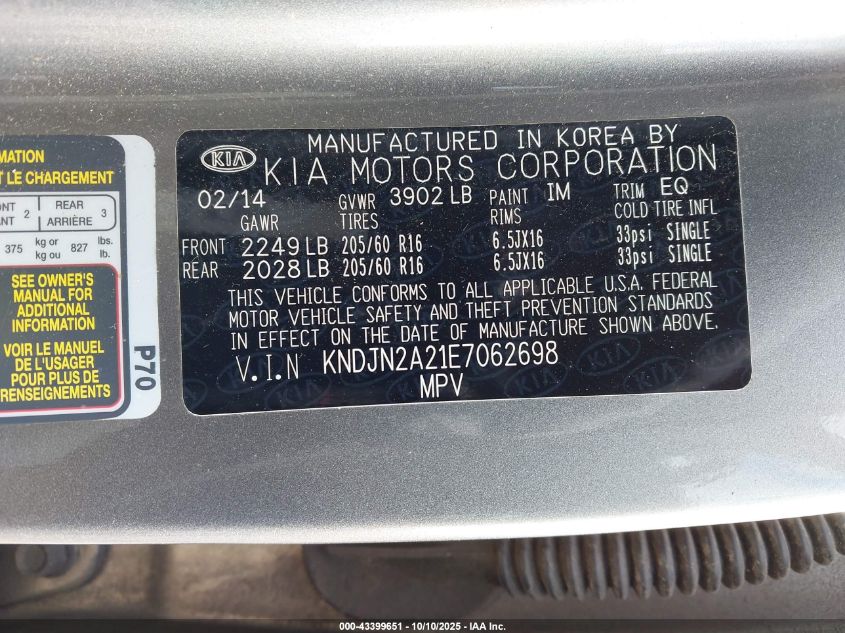 MATION
T LE CHARGEMENT
ONT 2 REAR 3
ANT ARRIÈRE
375 kg or 827 lbs.
kg ou lb.
SEE OWNER'S
MANUAL FOR
ADDITIONAL
INFORMATION
VOIR LE MANUEL
DE L'USAGER
POUR PLUS DE
RENSEIGNEMENTS
P70
MANUFACTURED IN KOREA BY
KIA KIA MOTORS CORPORATION
02/14 GVWR 3902 LB PAINT IM TRIM EQ
GAWR TIRES RIMS COLD TIRE INFL
FRONT 2249 LB 205/60 R16 6.5JX16 33psi SINGLE
REAR 2028 LB 205/60 R16 6.5JX16 33psi SINGLE
THIS VEHICLE CONFORMS TO ALL APPLICABLE U.S.A. FEDERAL
MOTOR VEHICLE SAFETY AND THEFT PREVENTION STANDARDS
IN EFFECT ON THE DATE OF MANUFACTURE SHOWN ABOVE.
V.I.N KNDJN2A21E7062698
MPV
000-43399651 - 10/10/2025 - IAA Inc.